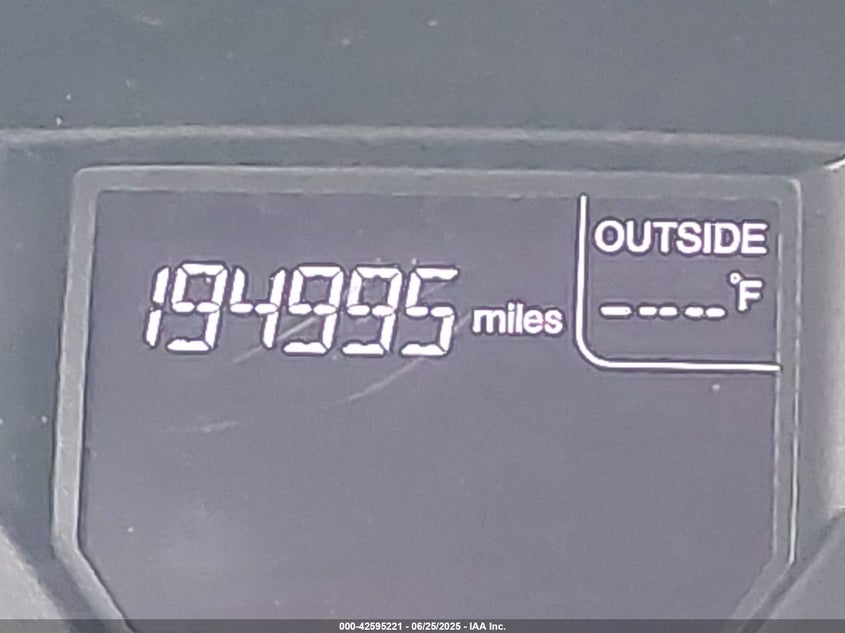 OUTSIDE
194995 miles
----°F
000-42595221 - 06/25/2025 - IAA Inc.